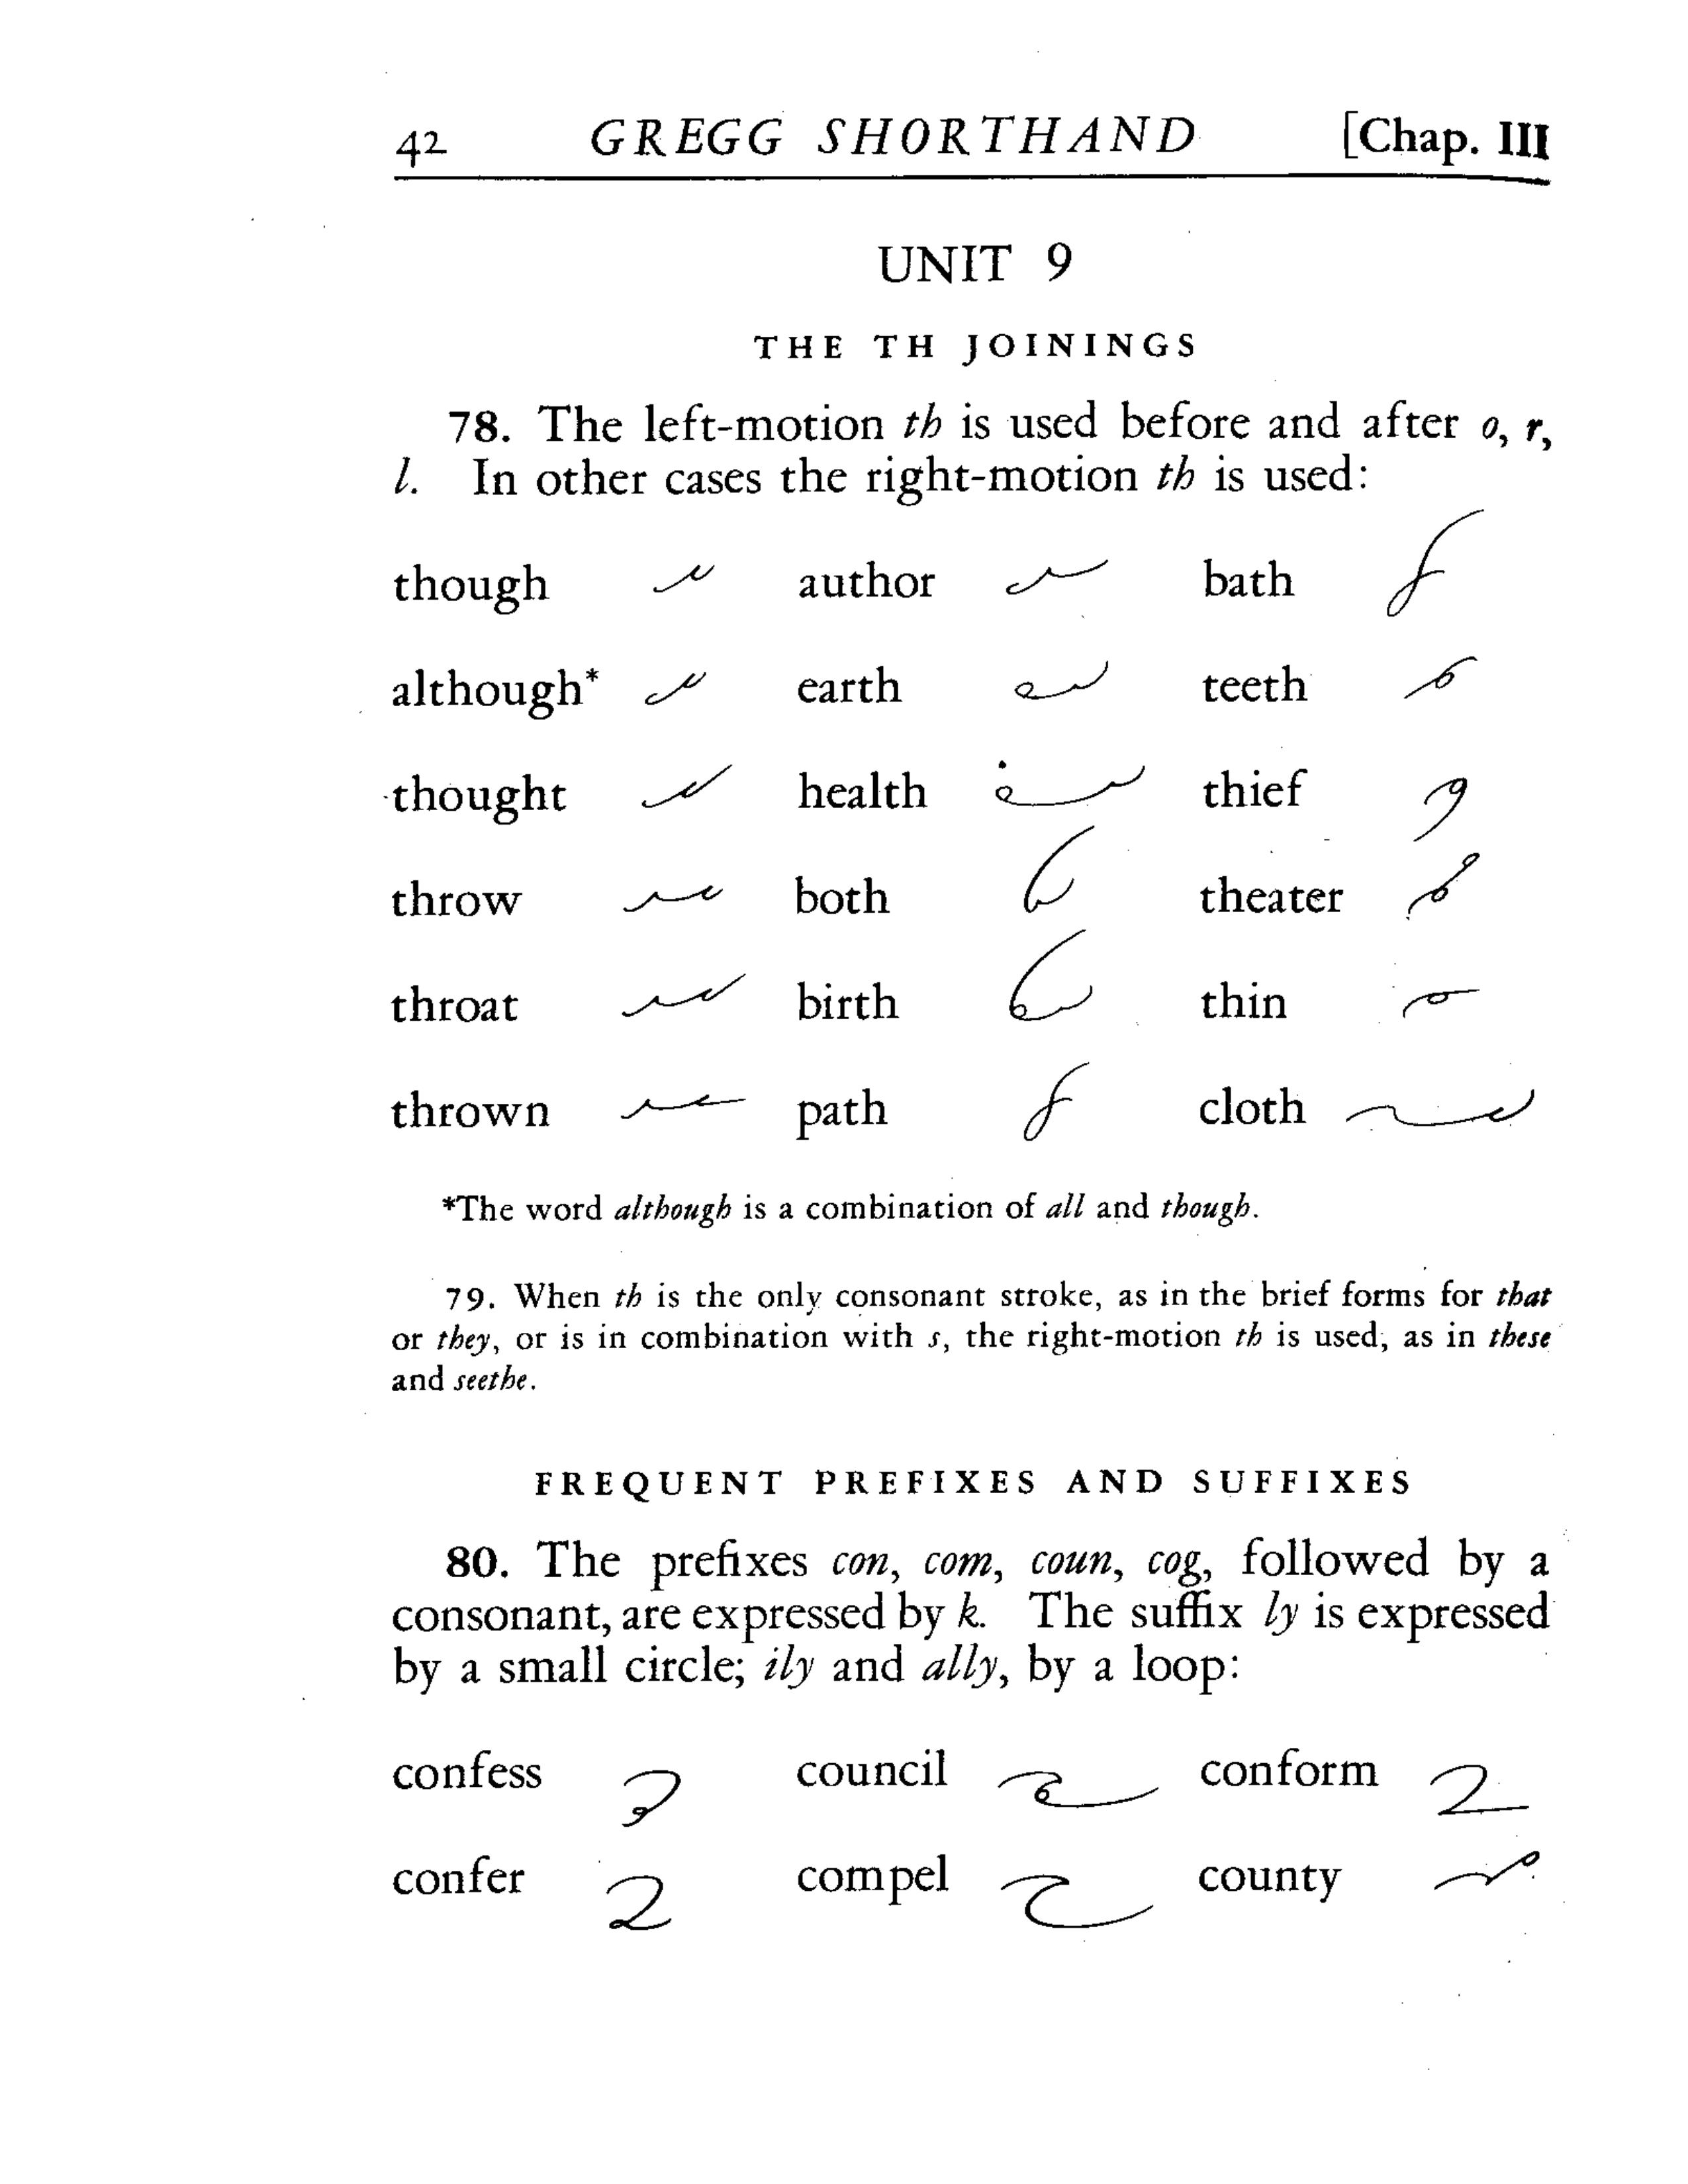 42 GREGG SHORTHAND [Chap. III
UNIT 9
THE TH JOININGS
78. The left-motion th is used before and after o, r,
l. In other cases the right-motion th is used:
though author bath
although* earth teeth
thought health thief
throw both theater
throat birth thin
thrown path cloth
*The word although is a combination of all and though.
79. When th is the only consonant stroke, as in the brief forms for that
or they, or is in combination with s, the right-motion th is used, as in these
and seethe.
FREQUENT PREFIXES AND SUFFIXES
80. The prefixes con, com, coun, cog, followed by a
consonant, are expressed by k. The suffix ly is expressed
by a small circle; ily and ally, by a loop:
confess council conform
confer compel county